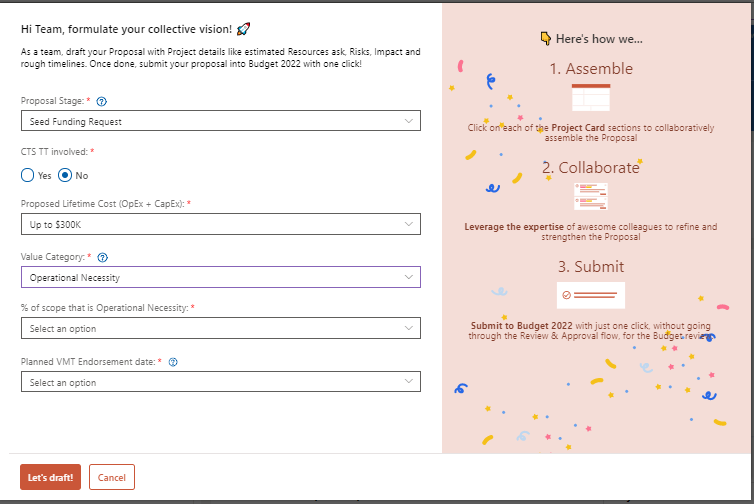 Hi Team, formulate your collective vision! 🚀
As a team, draft your Proposal with Project details like estimated Resources ask, Risks, Impact and
rough timelines. Once done, submit your proposal into Budget 2022 with one click!
Proposal Stage: * ?
Seed Funding Request
CTS TT involved: *
Yes No
Proposed Lifetime Cost (OpEx + CapEx): *
Up to $300K
Value Category: * ?
Operational Necessity
% of scope that is Operational Necessity: *
Select an option
Planned VMT Endorsement date: * ?
Select an option
Let's draft! Cancel
👇 Here's how we...
1. Assemble
Click on each of the Project Card sections to collaboratively
assemble the Proposal
2. Collaborate
Leverage the expertise of awesome colleagues to refine and
strengthen the Proposal
3. Submit
Submit to Budget 2022 with just one click, without going
through the Review & Approval flow, for the Budget review